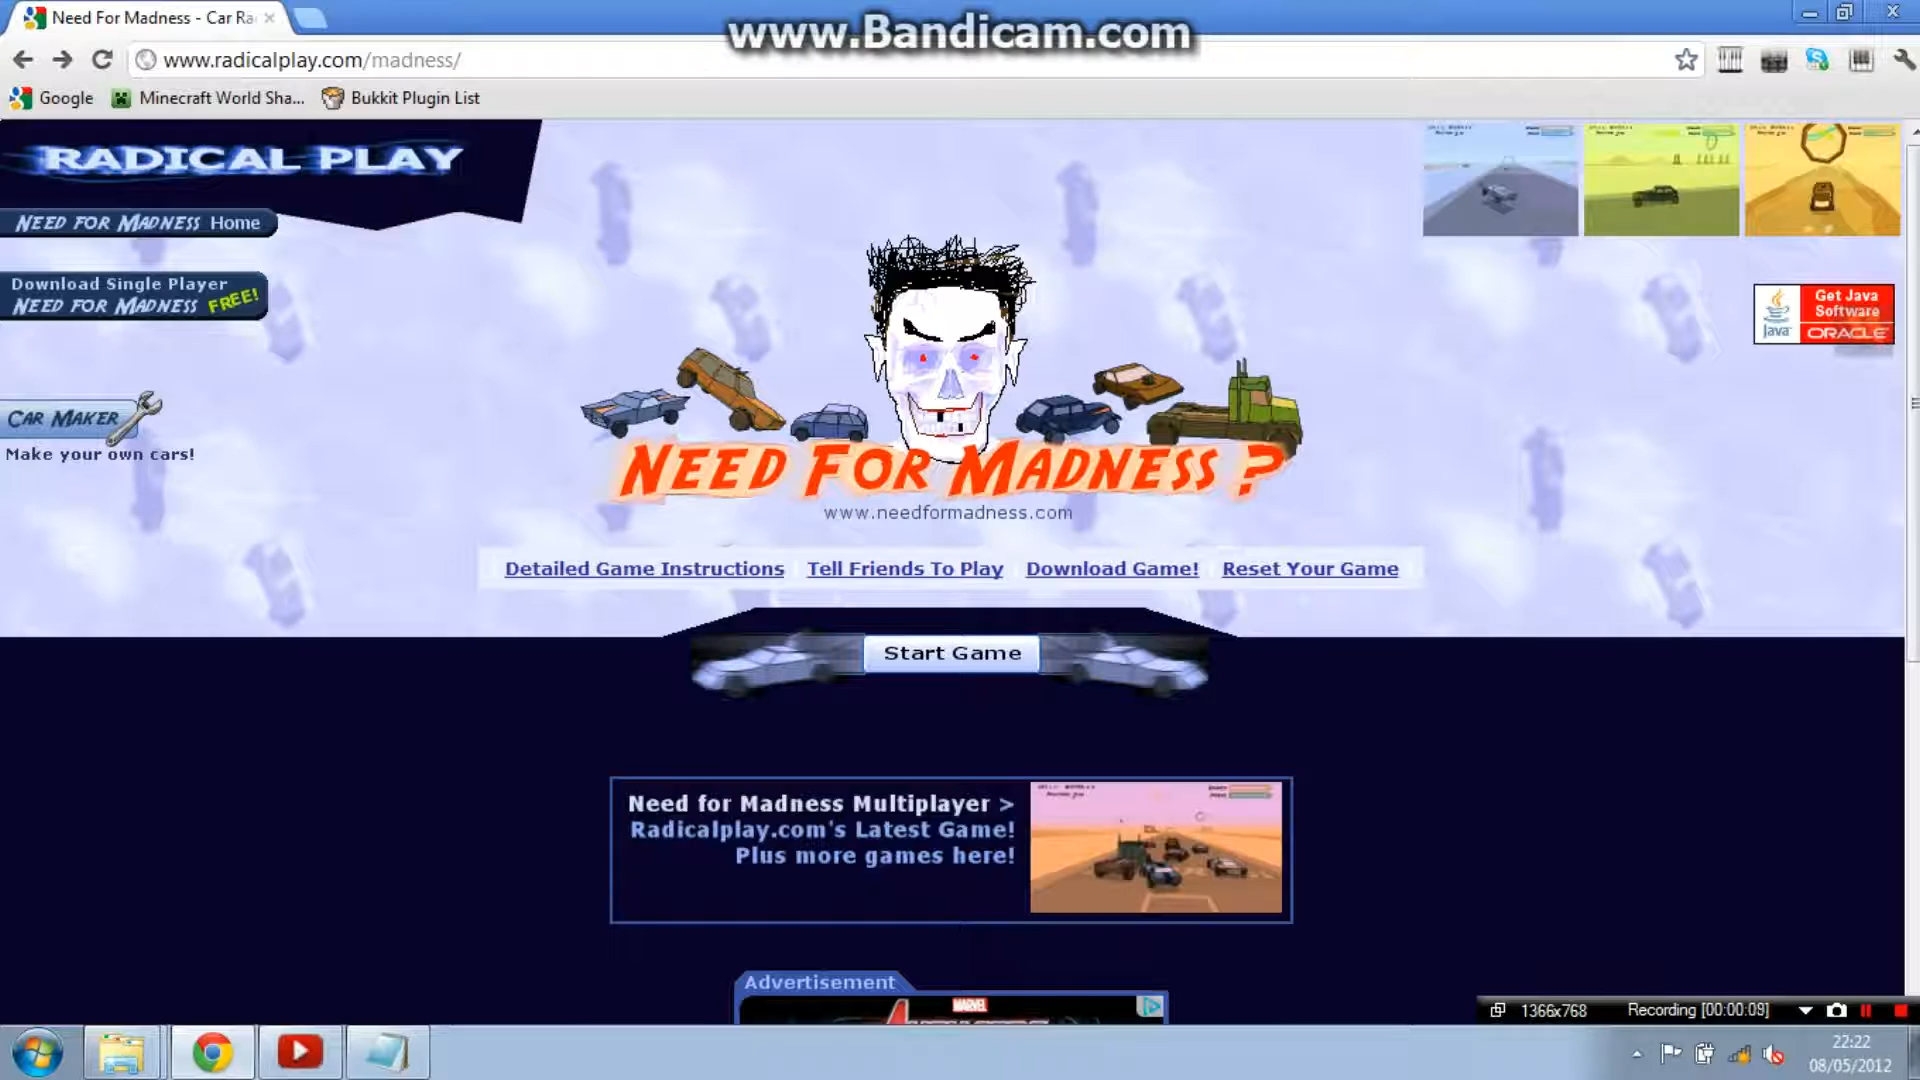 Need For Madness - Car Ra
www.Bandicam.com
www.radicalplay.com/madness/
Google
Minecraft World Sha...
Bukkit Plugin List
RADICAL PLAY
NEED FOR MADNESS Home
Download Single Player
NEED FOR MADNESS FREE!
Get Java
Software
Java
ORACLE
CAR MAKER
Make your own cars!
NEED FOR MADNESS ?
www.needformadness.com
Detailed Game Instructions
Tell Friends To Play
Download Game!
Reset Your Game
Start Game
Need for Madness Multiplayer >
Radicalplay.com's Latest Game!
Plus more games here!
Advertisement
MARVEL
1366x768
Recording [00:00:09]
22:22
08/05/2012